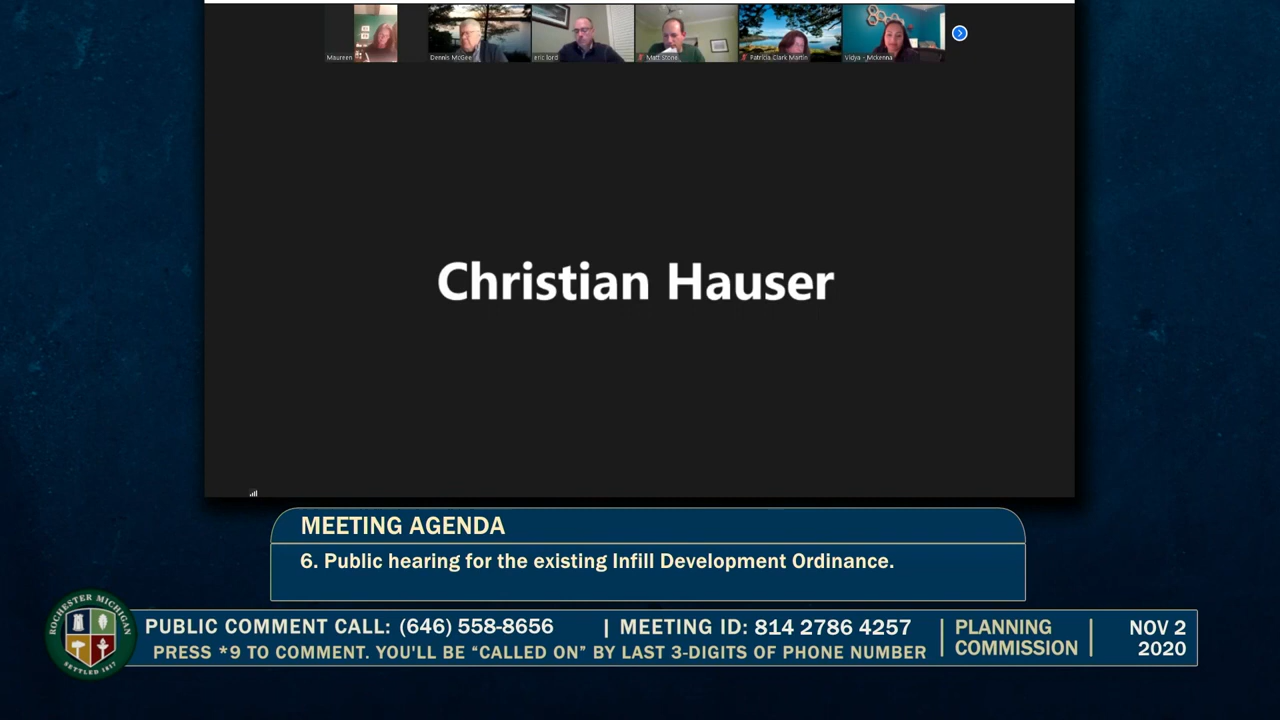 Maureen
Dennis McGee
eric lord
Matt Stone
Patricia Clark Martin
Vidya - Mckenna
Christian Hauser
MEETING AGENDA
6. Public hearing for the existing Infill Development Ordinance.
ROCHESTER MICHIGAN
SETTLED 1817
PUBLIC COMMENT CALL: (646) 558-8656 | MEETING ID: 814 2786 4257
PRESS *9 TO COMMENT. YOU'LL BE “CALLED ON” BY LAST 3-DIGITS OF PHONE NUMBER
PLANNING
COMMISSION
NOV 2
2020